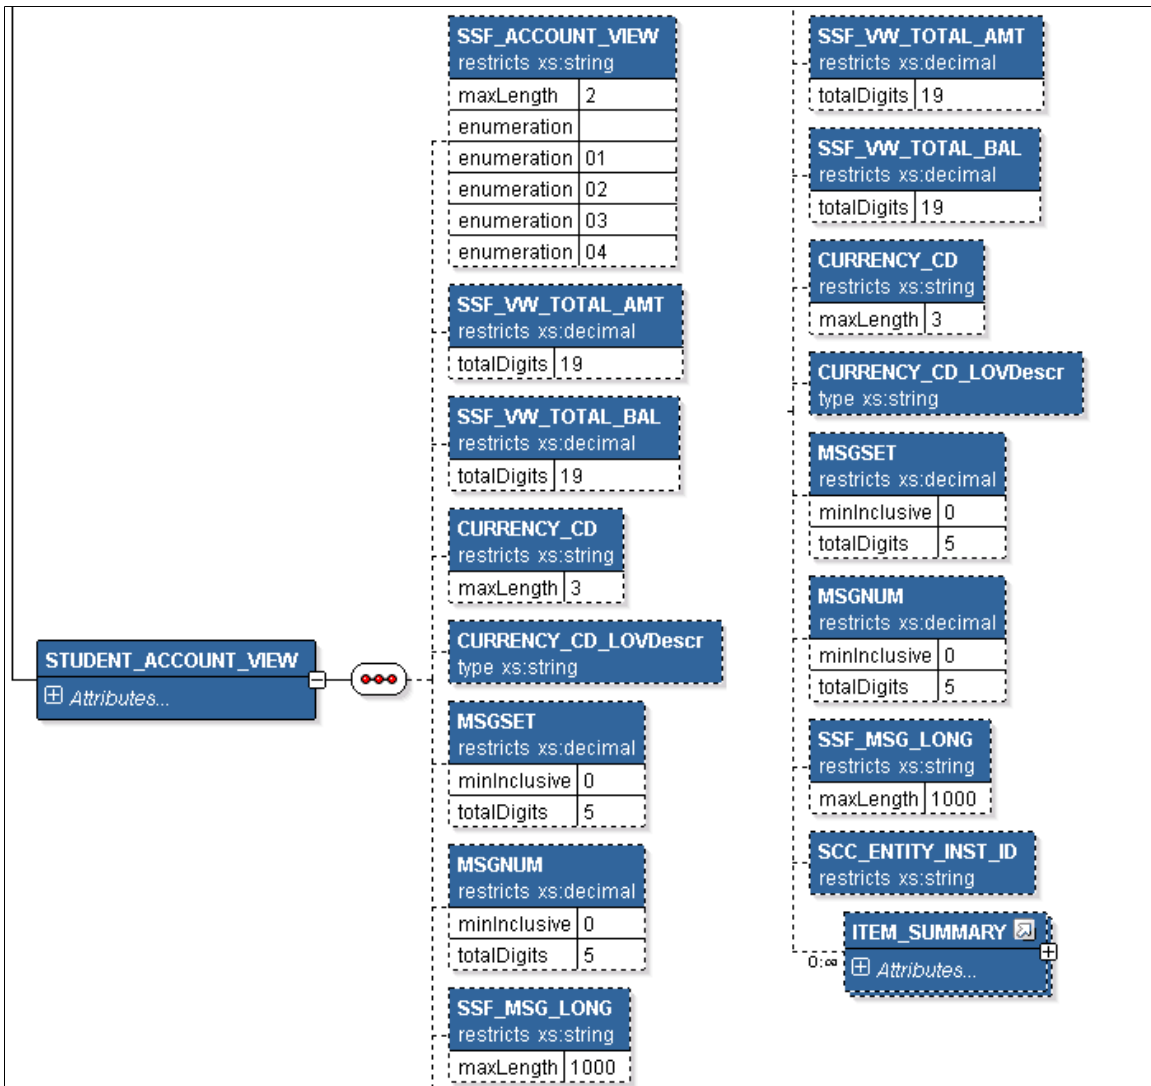 SSF_ACCOUNT_VIEW
restricts xs:string
maxLength 2
enumeration
enumeration 01
enumeration 02
enumeration 03
enumeration 04
SSF_VW_TOTAL_AMT
restricts xs:decimal
totalDigits 19
SSF_VW_TOTAL_BAL
restricts xs:decimal
totalDigits 19
CURRENCY_CD
restricts xs:string
maxLength 3
STUDENT_ACCOUNT_VIEW
Attributes...
CURRENCY_CD_LOVDescr
type xs:string
MSGSET
restricts xs:decimal
minInclusive 0
totalDigits 5
MSGNUM
restricts xs:decimal
minInclusive 0
totalDigits 5
SSF_MSG_LONG
restricts xs:string
maxLength 1000
SSF_VW_TOTAL_AMT
restricts xs:decimal
totalDigits 19
SSF_VW_TOTAL_BAL
restricts xs:decimal
totalDigits 19
CURRENCY_CD
restricts xs:string
maxLength 3
CURRENCY_CD_LOVDescr
type xs:string
MSGSET
restricts xs:decimal
minInclusive 0
totalDigits 5
MSGNUM
restricts xs:decimal
minInclusive 0
totalDigits 5
SSF_MSG_LONG
restricts xs:string
maxLength 1000
SCC_ENTITY_INST_ID
restricts xs:string
ITEM_SUMMARY
0:∞ Attributes...